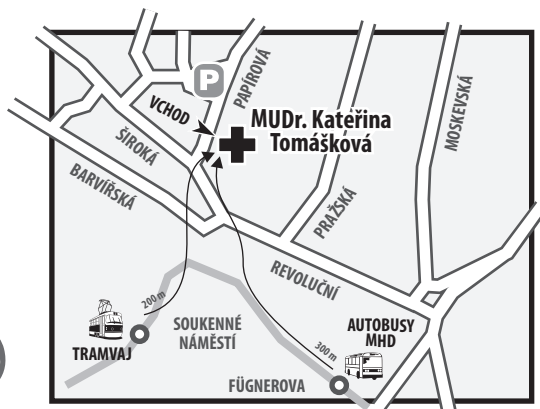 P
PAPÍROVÁ
VCHOD
MUDr. Kateřina
Tomášková
MOSKEVSKÁ
ŠIROKÁ
BARVÍŘSKÁ
PRAŽSKÁ
REVOLUČNÍ
200 m
SOUKENNÉ
NÁMĚSTÍ
TRAMVAJ
300 m
AUTOBUSY
MHD
FÜGNEROVA